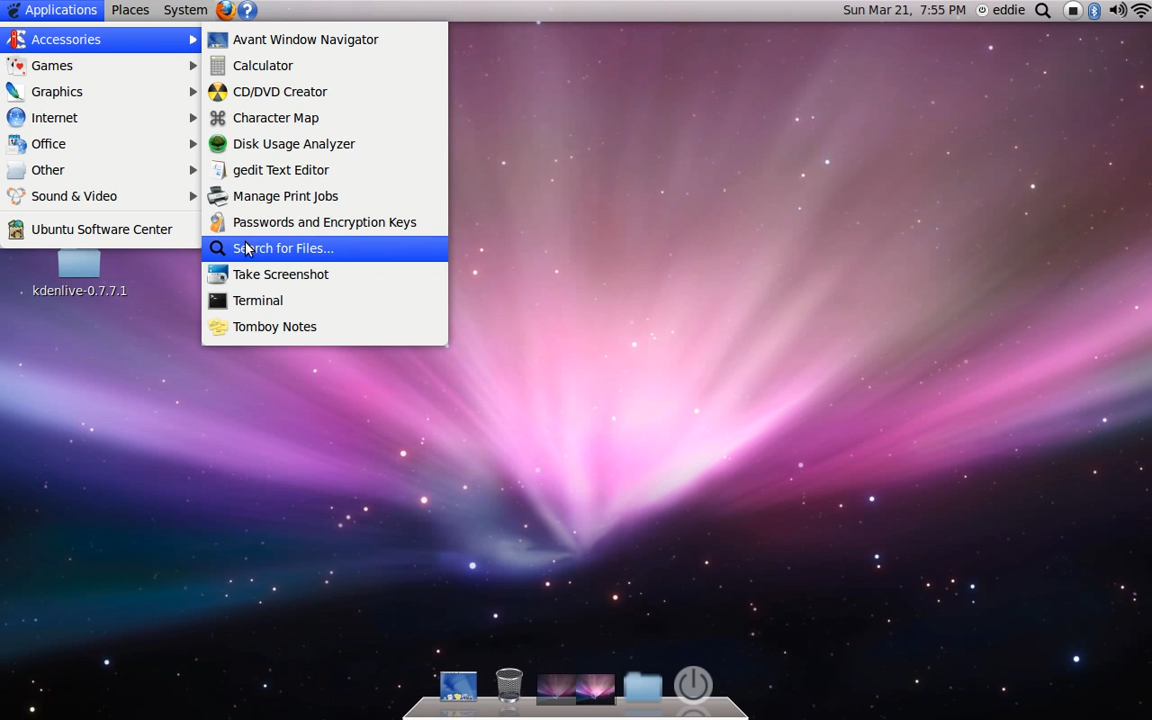 Applications Places System ? Sun Mar 21, 7:55 PM eddie
Accessories
Games
Graphics
Internet
Office
Other
Sound & Video
Ubuntu Software Center
Avant Window Navigator
Calculator
CD/DVD Creator
Character Map
Disk Usage Analyzer
gedit Text Editor
Manage Print Jobs
Passwords and Encryption Keys
Search for Files...
Take Screenshot
Terminal
Tomboy Notes
kdenlive-0.7.7.1